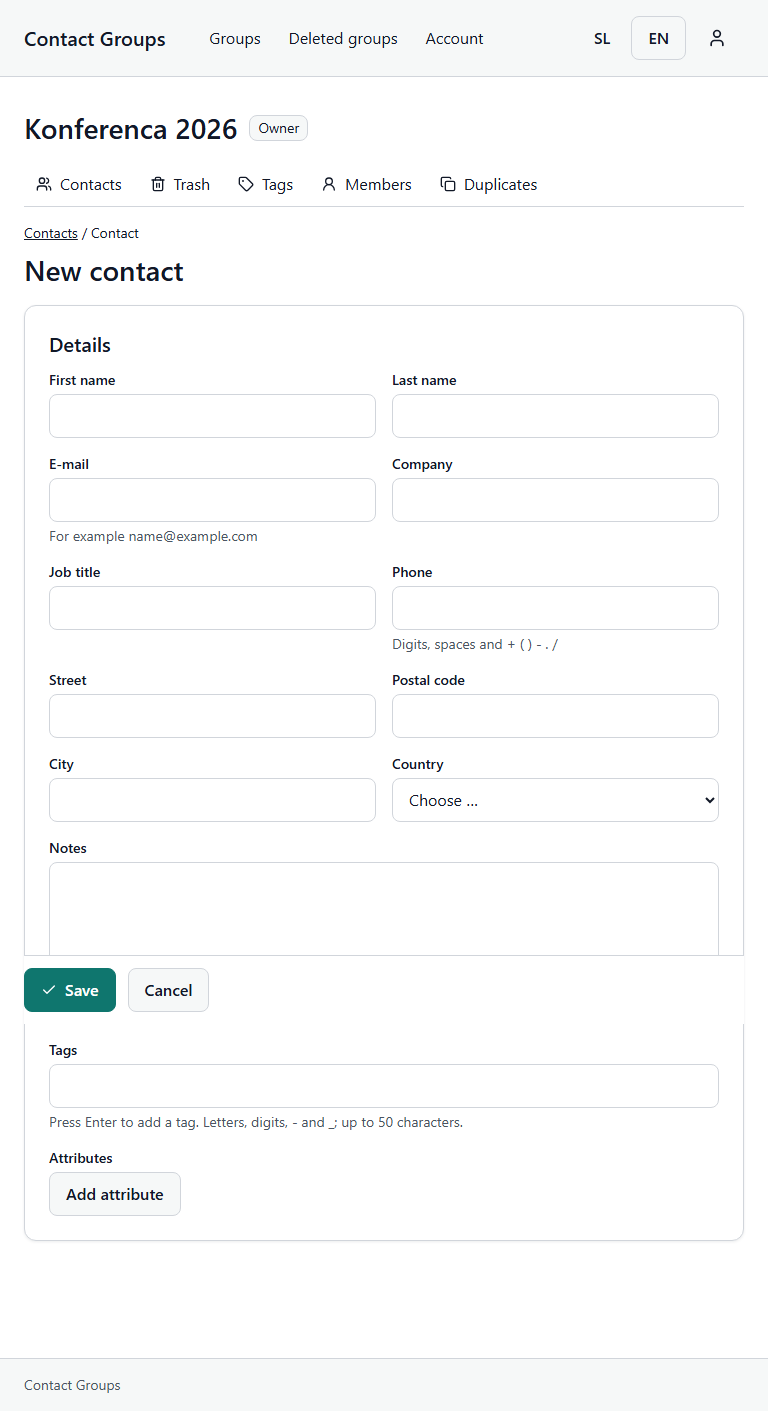 Contact Groups
Groups
Deleted groups
Account
SL
EN
Konferenca 2026
Owner
Contacts
Trash
Tags
Members
Duplicates
Contacts / Contact
New contact
Details
First name
Last name
E-mail
Company
For example name@example.com
Job title
Phone
Digits, spaces and + ( ) - . /
Street
Postal code
City
Country
Choose ...
Notes
Save
Cancel
Tags
Press Enter to add a tag. Letters, digits, - and _; up to 50 characters.
Attributes
Add attribute
Contact Groups